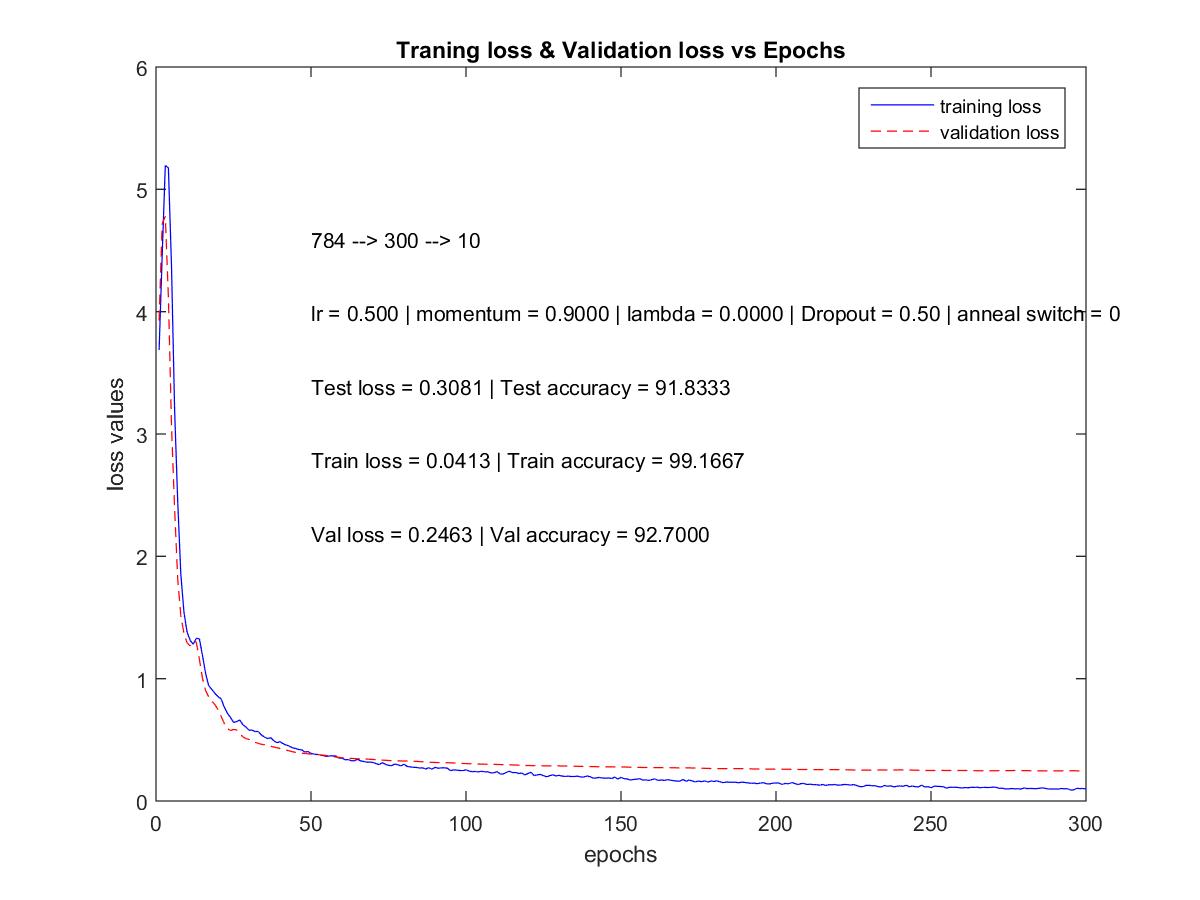 Traning loss & Validation loss vs Epochs
6
training loss
validation loss
5
784 --> 300 --> 10
4
lr = 0.500 | momentum = 0.9000 | lambda = 0.0000 | Dropout = 0.50 | anneal switch = 0
Test loss = 0.3081 | Test accuracy = 91.8333
loss values
3
Train loss = 0.0413 | Train accuracy = 99.1667
Val loss = 0.2463 | Val accuracy = 92.7000
2
1
0
0 50 100 150 200 250 300
epochs